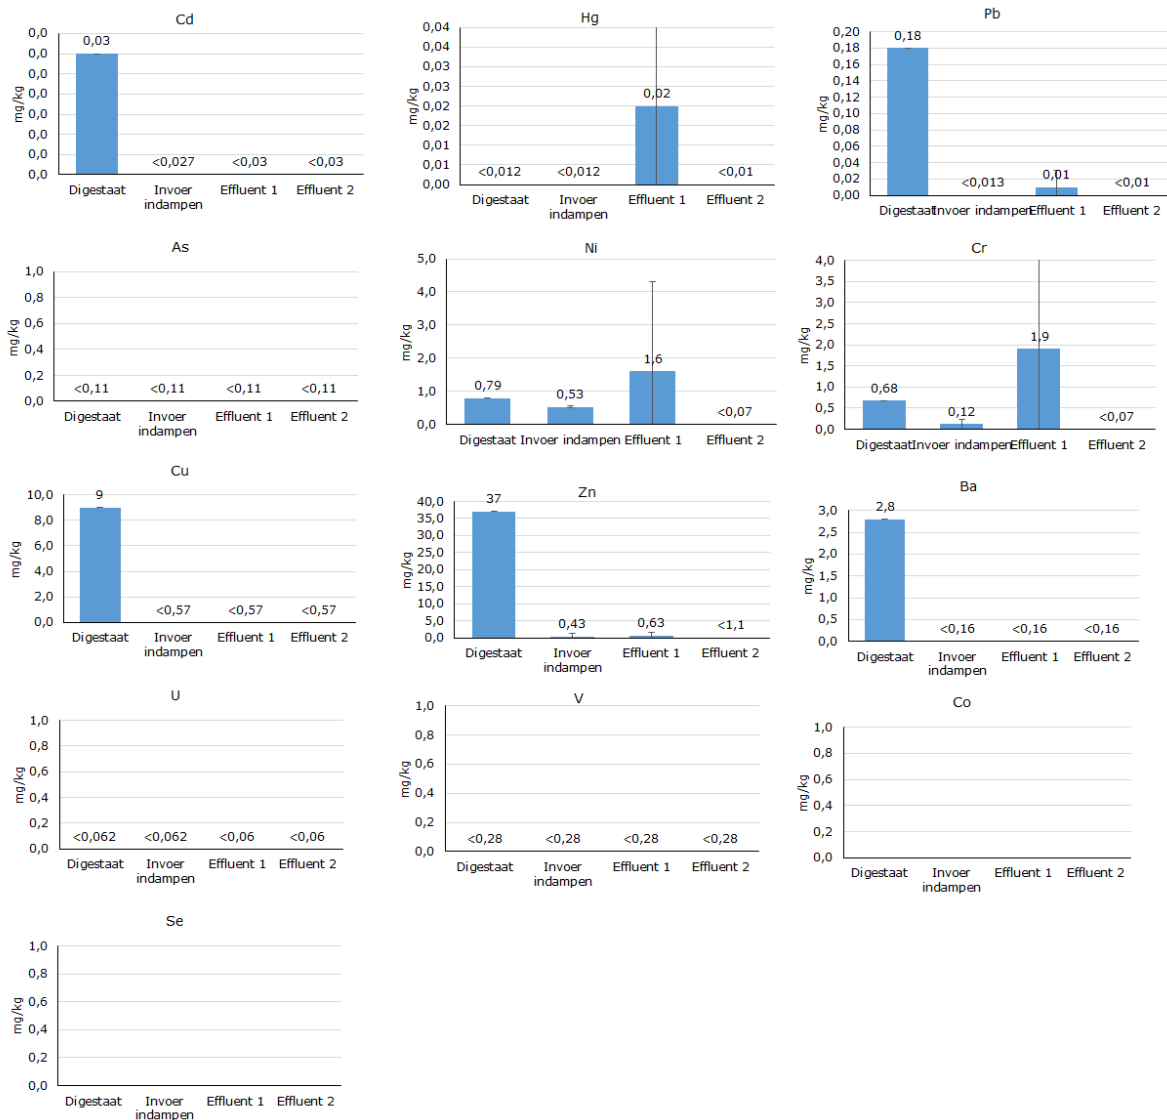 Cd
mg/kg
0,0
0,0
0,0
0,0
0,0
0,0
0,0
0,0
0,03
<0,027
<0,03
<0,03
Digestaat
Invoer
indampen
Effluent 1
Effluent 2
Hg
mg/kg
0,04
0,04
0,03
0,03
0,02
0,02
0,01
0,01
0,00
<0,012
<0,012
0,02
<0,01
Digestaat
Invoer
indampen
Effluent 1
Effluent 2
Pb
mg/kg
0,20
0,18
0,16
0,14
0,12
0,10
0,08
0,06
0,04
0,02
0,00
0,18
<0,013
0,01
<0,01
Digestaat
Invoer indampen
Effluent 1
Effluent 2
As
mg/kg
1,0
0,8
0,6
0,4
0,2
0,0
<0,11
<0,11
<0,11
<0,11
Digestaat
Invoer
indampen
Effluent 1
Effluent 2
Ni
mg/kg
5,0
4,0
3,0
2,0
1,0
0,0
0,79
0,53
1,6
<0,07
Digestaat
Invoer indampen
Effluent 1
Effluent 2
Cr
mg/kg
4,0
3,5
3,0
2,5
2,0
1,5
1,0
0,5
0,0
0,68
0,12
1,9
<0,07
Digestaat
Invoer indampen
Effluent 1
Effluent 2
Cu
mg/kg
10,0
8,0
6,0
4,0
2,0
0,0
9
<0,57
<0,57
<0,57
Digestaat
Invoer
indampen
Effluent 1
Effluent 2
Zn
mg/kg
40,0
35,0
30,0
25,0
20,0
15,0
10,0
5,0
0,0
37
0,43
0,63
<1,1
Digestaat
Invoer
indampen
Effluent 1
Effluent 2
Ba
mg/kg
3,0
2,5
2,0
1,5
1,0
0,5
0,0
2,8
<0,16
<0,16
<0,16
Digestaat
Invoer
indampen
Effluent 1
Effluent 2
U
mg/kg
1,0
0,8
0,6
0,4
0,2
0,0
<0,062
<0,062
<0,06
<0,06
Digestaat
Invoer
indampen
Effluent 1
Effluent 2
V
mg/kg
1,0
0,8
0,6
0,4
0,2
0,0
<0,28
<0,28
<0,28
<0,28
Digestaat
Invoer
indampen
Effluent 1
Effluent 2
Co
mg/kg
1,0
0,8
0,6
0,4
0,2
0,0
Digestaat
Invoer
indampen
Effluent 1
Effluent 2
Se
mg/kg
1,0
0,8
0,6
0,4
0,2
0,0
Digestaat
Invoer
indampen
Effluent 1
Effluent 2